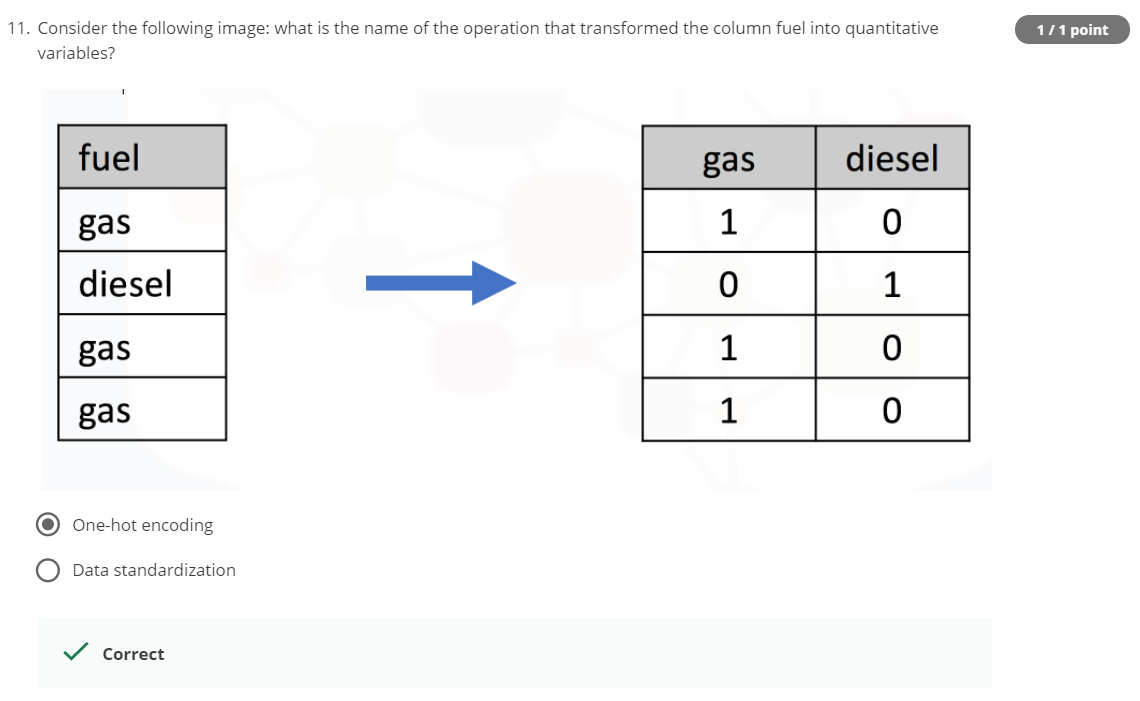 11. Consider the following image: what is the name of the operation that transformed the column fuel into quantitative
variables?
1 / 1 point
fuel
gas
diesel
gas
gas
gas diesel
1 0
0 1
1 0
1 0
One-hot encoding
Data standardization
Correct